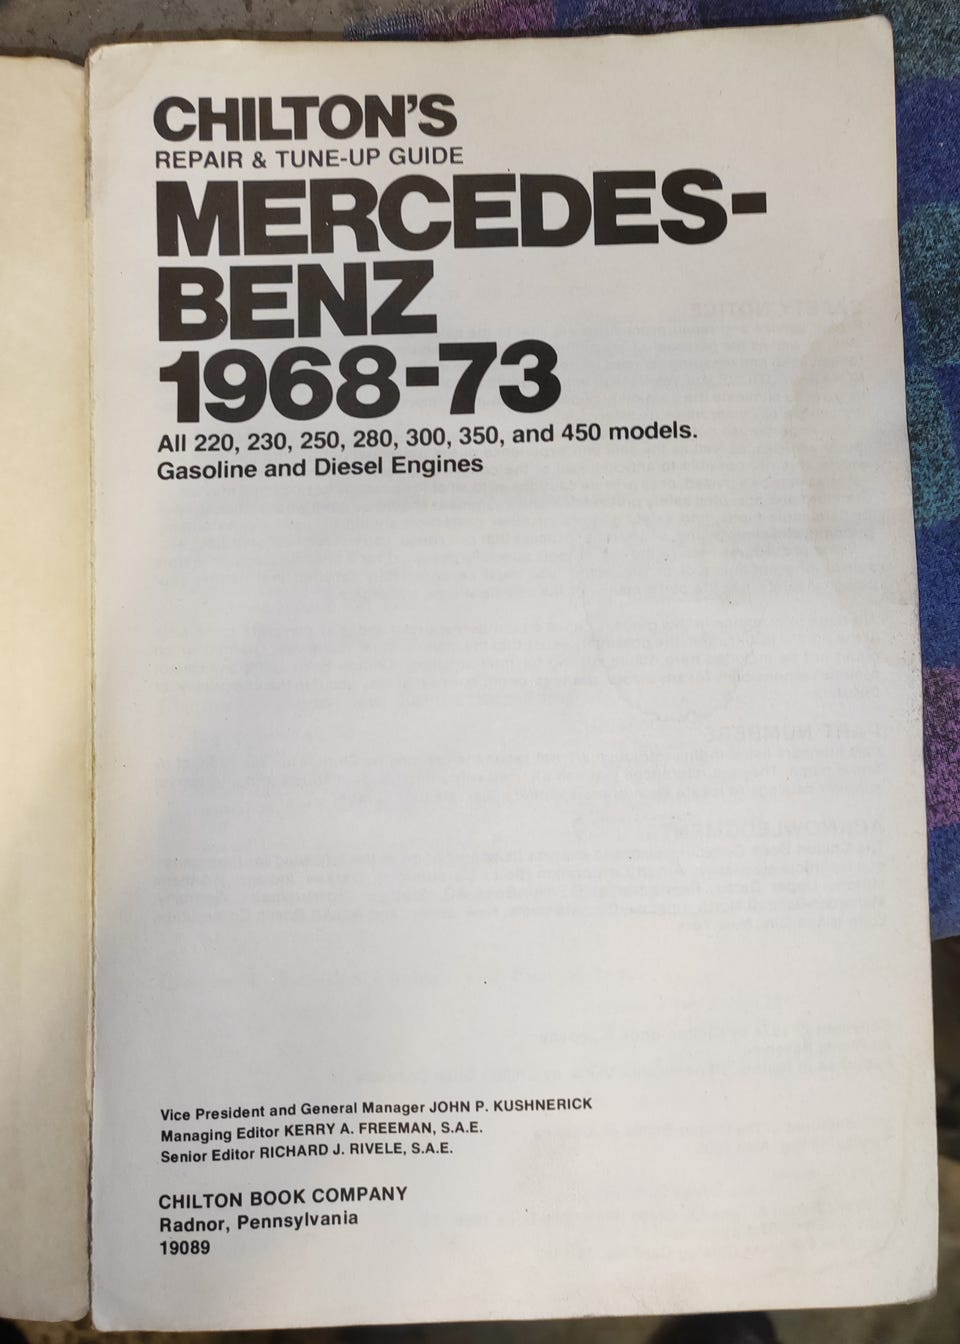 CHILTON'S
REPAIR & TUNE-UP GUIDE
MERCEDES-
BENZ
1968-73
All 220, 230, 250, 280, 300, 350, and 450 models.
Gasoline and Diesel Engines
Vice President and General Manager JOHN P. KUSHNERICK
Managing Editor KERRY A. FREEMAN, S.A.E.
Senior Editor RICHARD J. RIVELE, S.A.E.
CHILTON BOOK COMPANY
Radnor, Pennsylvania
19089